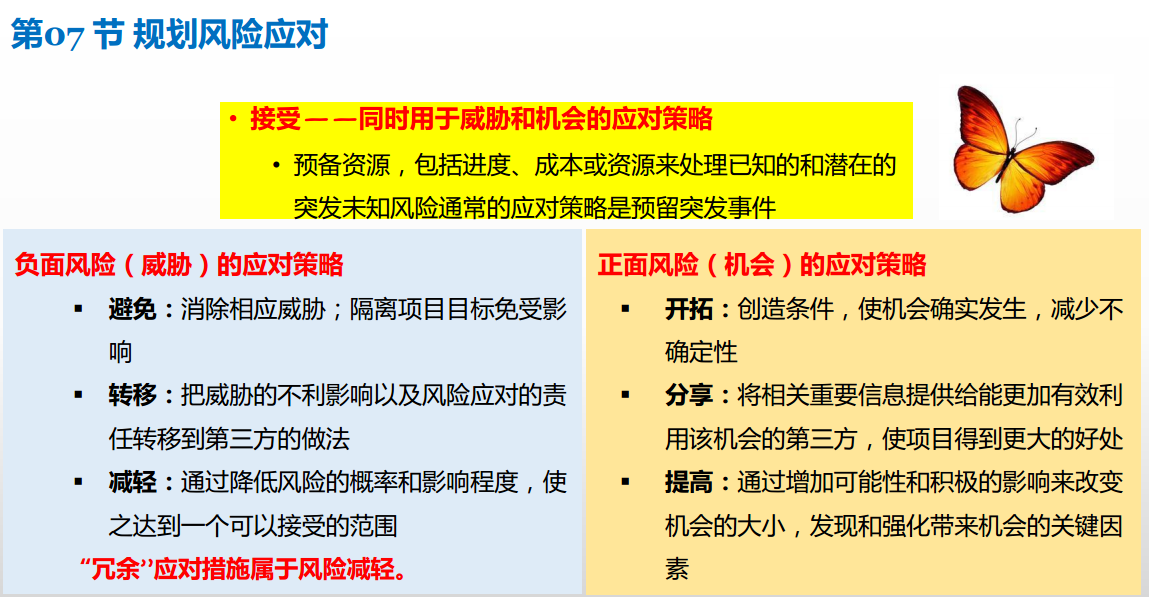 第07 节 规划风险应对
• 接受——同时用于威胁和机会的应对策略
• 预备资源，包括进度、成本或资源来处理已知的和潜在的
突发未知风险通常的应对策略是预留突发事件
负面风险（威胁）的应对策略
▪ 避免：消除相应威胁；隔离项目目标免受影
响
▪ 转移：把威胁的不利影响以及风险应对的责
任转移到第三方的做法
▪ 减轻：通过降低风险的概率和影响程度，使
之达到一个可以接受的范围
“冗余”应对措施属于风险减轻。
正面风险（机会）的应对策略
▪ 开拓：创造条件，使机会确实发生，减少不
确定性
▪ 分享：将相关重要信息提供给能更加有效利
用该机会的第三方，使项目得到更大的好处
▪ 提高：通过增加可能性和积极的影响来改变
机会的大小，发现和强化带来机会的关键因
素